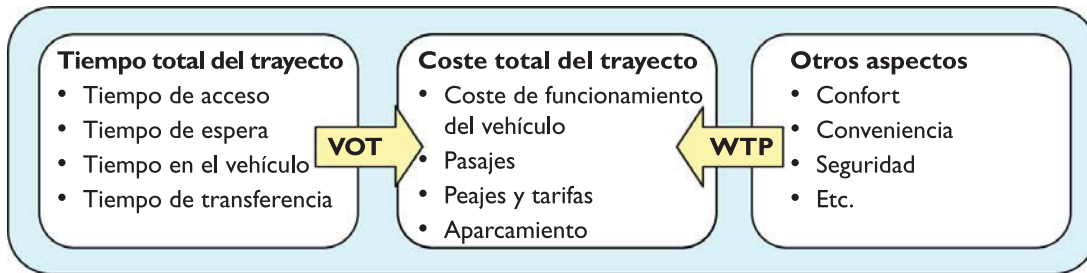 Tiempo total del trayecto
• Tiempo de acceso
• Tiempo de espera
• Tiempo en el vehículo
• Tiempo de transferencia
VOT
Coste total del trayecto
• Coste de funcionamiento
del vehículo
• Pasajes
• Peajes y tarifas
• Aparcamiento
WTP
Otros aspectos
• Confort
• Conveniencia
• Seguridad
• Etc.